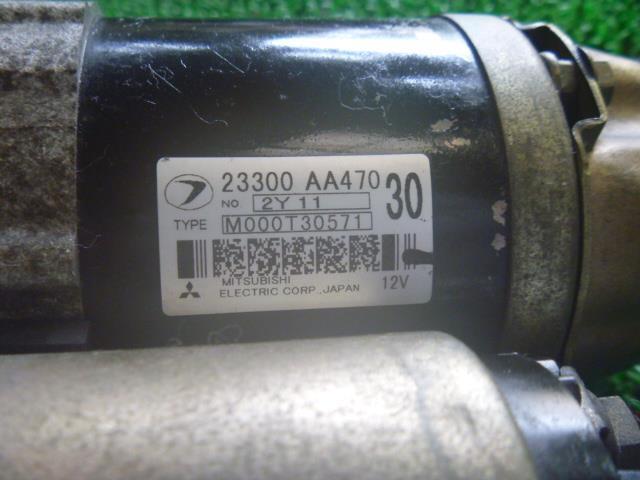 23300 AA470 30
NO. 2Y 11
TYPE M000T30571
MITSUBISHI
ELECTRIC CORP., JAPAN 12V